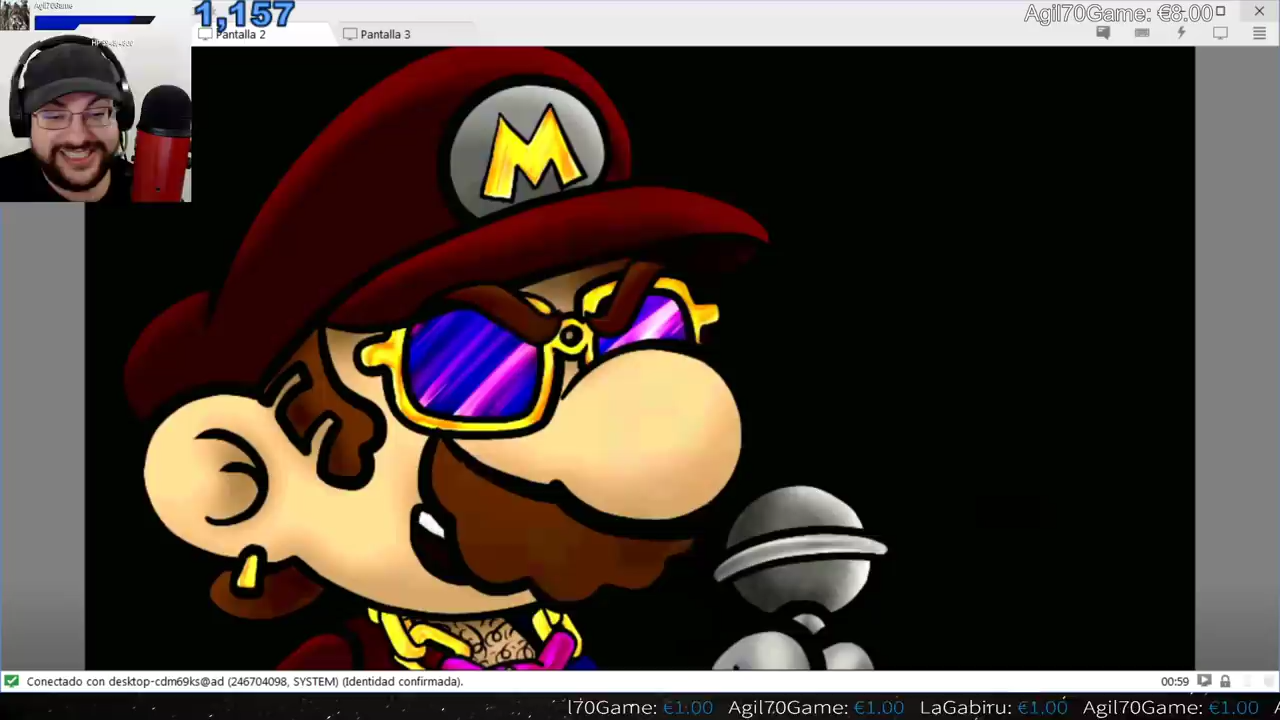 Agil70Game
1,157
Agil70Game: €8.00
Pantalla 2
Pantalla 3
M
Conectado con desktop-cdm69ks@ad (246704098, SYSTEM) (Identidad confirmada).
00:59
l70Game: €1.00 Agil70Game: €1.00 LaGabiru: €1.00 Agil70Game: €1.00